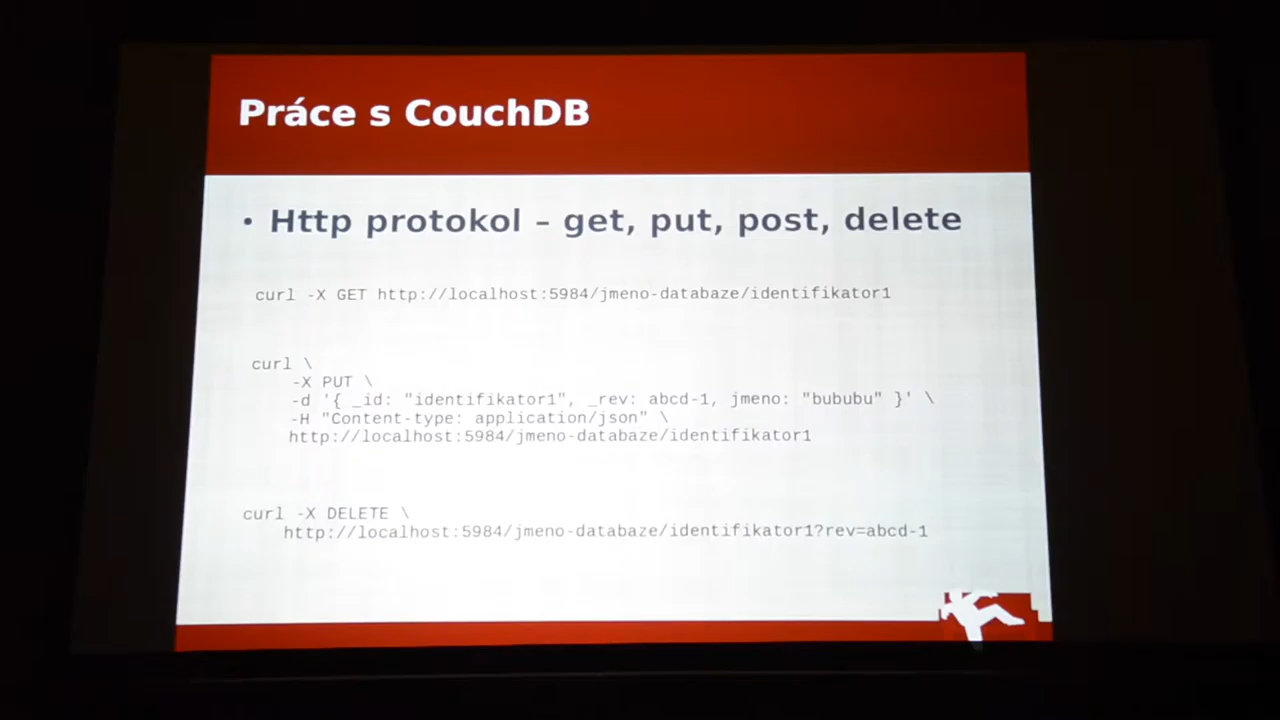 Práce s CouchDB
• Http protokol – get, put, post, delete
curl -X GET http://localhost:5984/jmeno-databaze/identifikator1
curl \
-X PUT \
-d '{ _id: "identifikator1", _rev: abcd-1, jmeno: "bububu" }' \
-H "Content-type: application/json" \
http://localhost:5984/jmeno-databaze/identifikator1
curl -X DELETE \
http://localhost:5984/jmeno-databaze/identifikator1?rev=abcd-1